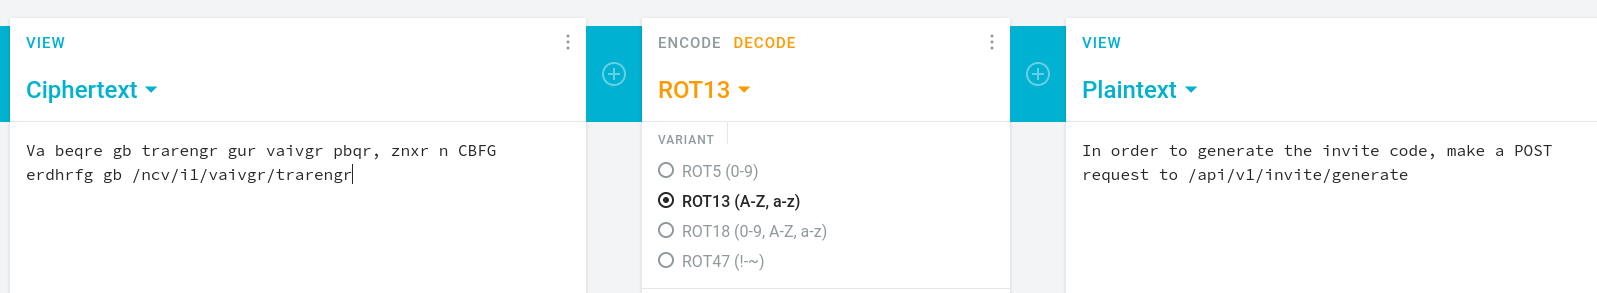 VIEW
Ciphertext
Va beqre gb trarengr gur vaivgr pbqr, znxr n CBFG
erdhrfg gb /ncv/i1/vaivgr/trarengr
ENCODE DECODE
ROT13
VARIANT
ROT5 (0-9)
ROT13 (A-Z, a-z)
ROT18 (0-9, A-Z, a-z)
ROT47 (!-~)
VIEW
Plaintext
In order to generate the invite code, make a POST
request to /api/v1/invite/generate